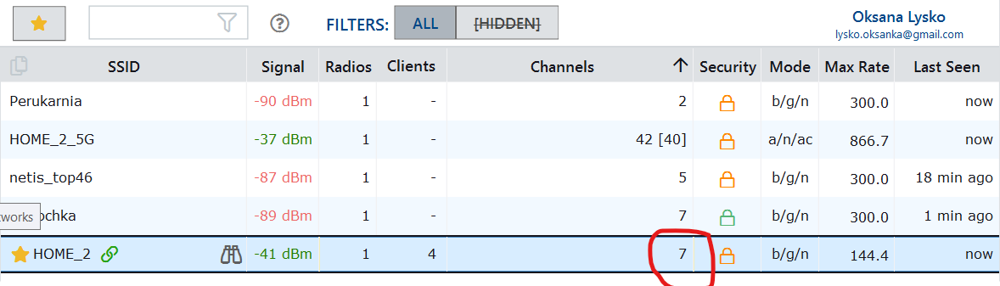 FILTERS: ALL [HIDDEN]
Oksana Lysko
lysko.oksanka@gmail.com
SSID Signal Radios Clients Channels Security Mode Max Rate Last Seen
Perukarnia -90 dBm 1 - 2 b/g/n 300.0 now
HOME_2_5G -37 dBm 1 - 42 [40] a/n/ac 866.7 now
netis_top46 -87 dBm 1 - 5 b/g/n 300.0 18 min ago
-89 dBm 1 - 7 b/g/n 300.0 1 min ago
HOME_2 -41 dBm 1 4 7 b/g/n 144.4 now